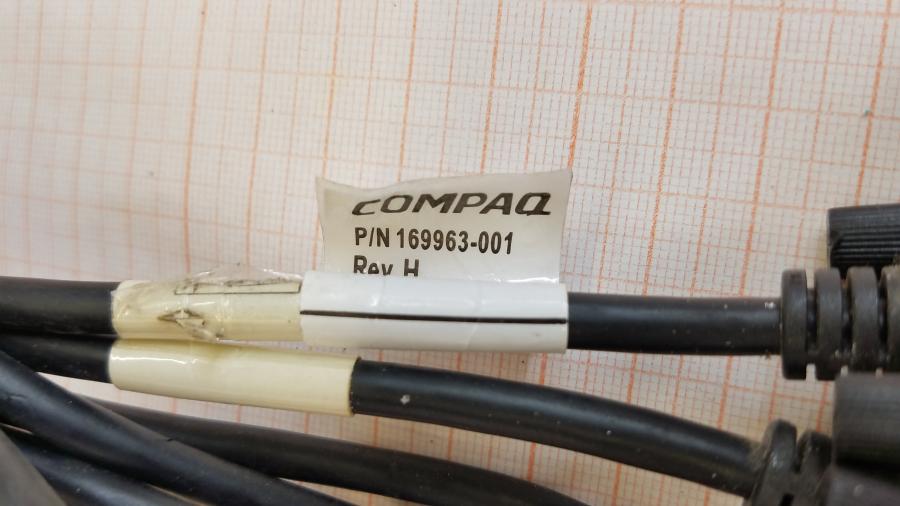 COMPAQ
P/N 169963-001
Rev H